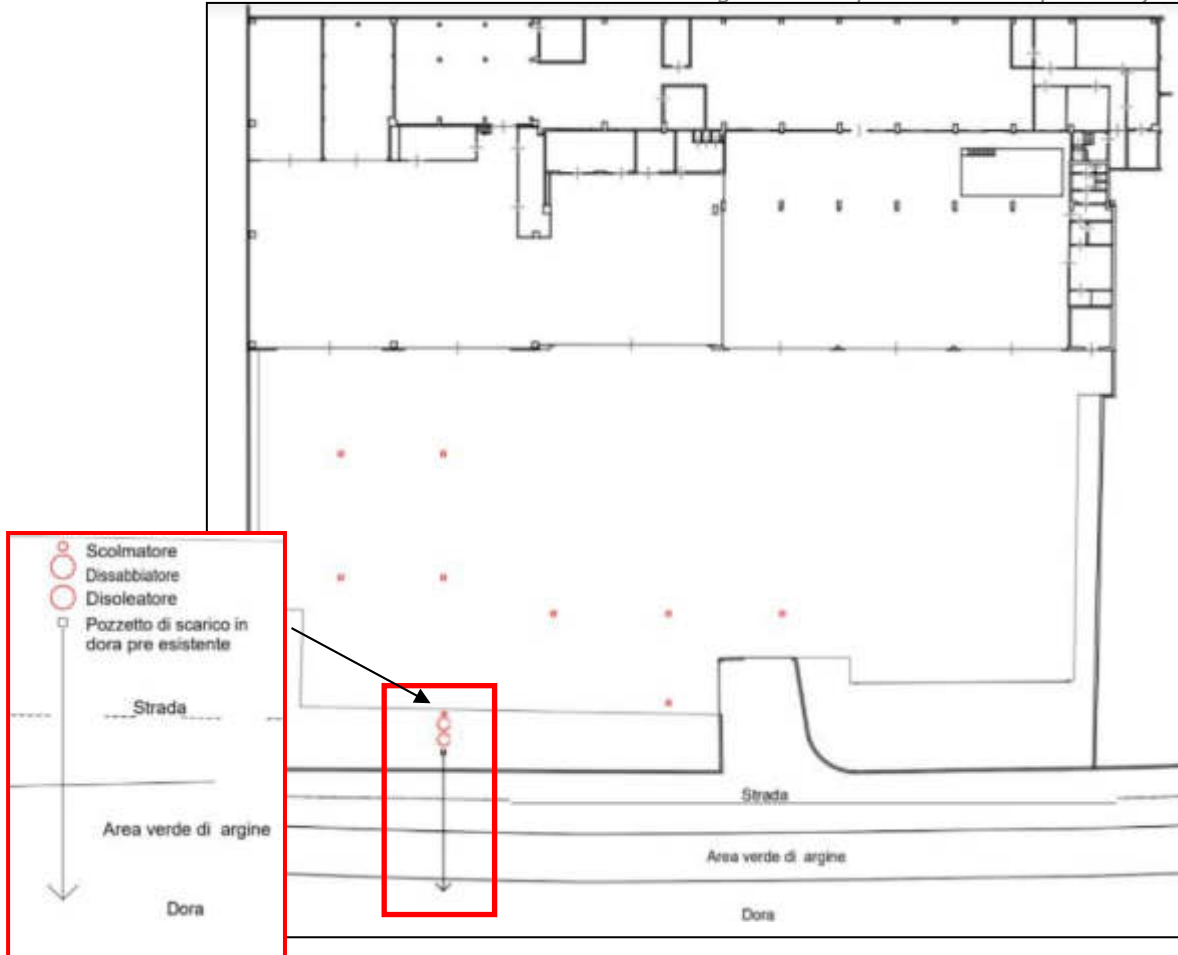 Scolmatore
Dissabbiatore
Disoleatore
Pozzetto di scarico in
dora pre esistente
Strada
Area verde di argine
Dora
Strada
Area verde di argine
Dora